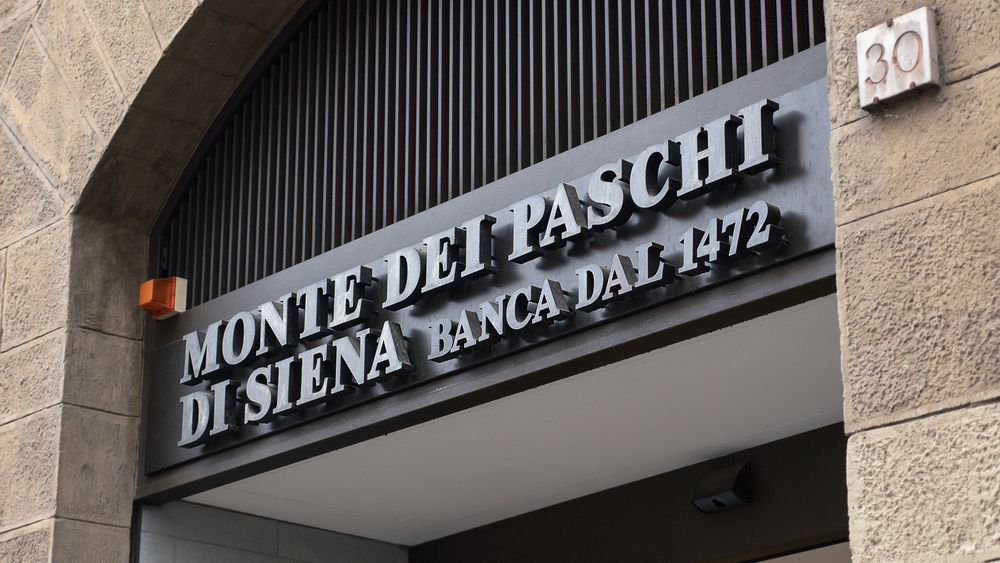 MONTE DEI PASCHI
DI SIENA BANCA DAL 1472
30